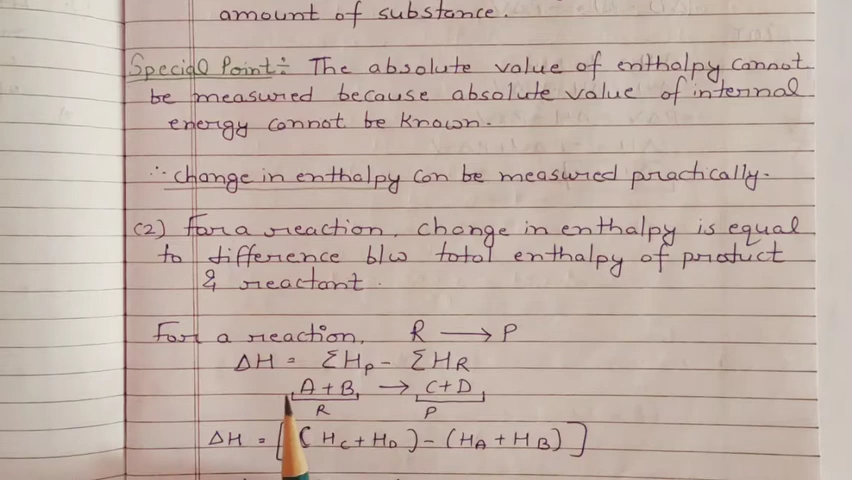 amount of substance.
Special Point:- The absolute value of enthalpy cannot
be measured because absolute value of internal
energy cannot be known.
∴ change in enthalpy can be measured practically.
(2) For a reaction, change in enthalpy is equal
to difference b/w total enthalpy of product
& reactant.
For a reaction, R ⟶ P
ΔH = ΣHP - ΣHR
A + B → C + D
R P
ΔH = [(HC + HD) - (HA + HB)]